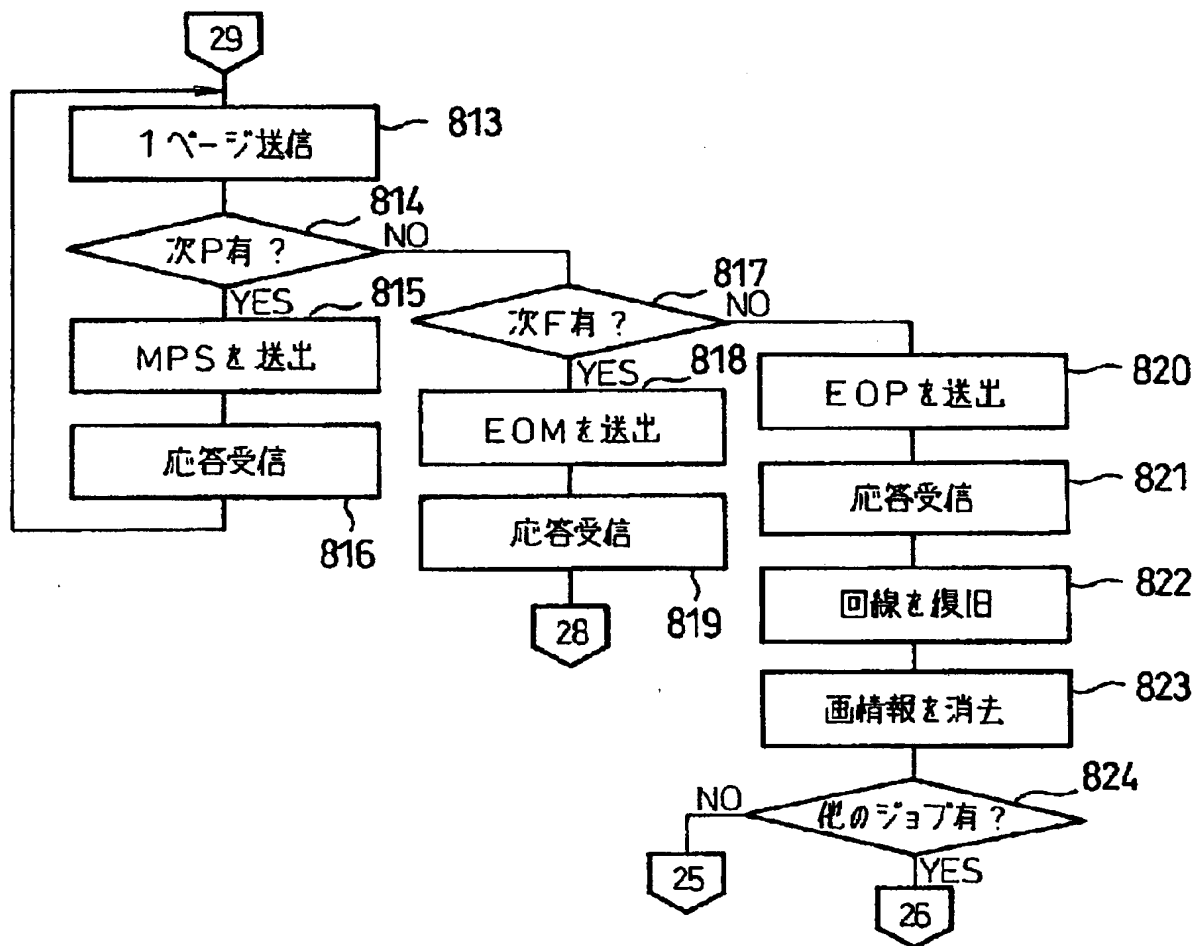 29
1ページ送信
813
次P有?
814
NO
YES
815
MPSを送出
応答受信
816
次F有?
817
NO
YES
818
EOMを送出
応答受信
819
28
EOPを送出
820
応答受信
821
回線を復旧
822
画情報を消去
823
他のジョブ有?
824
NO
YES
25
26